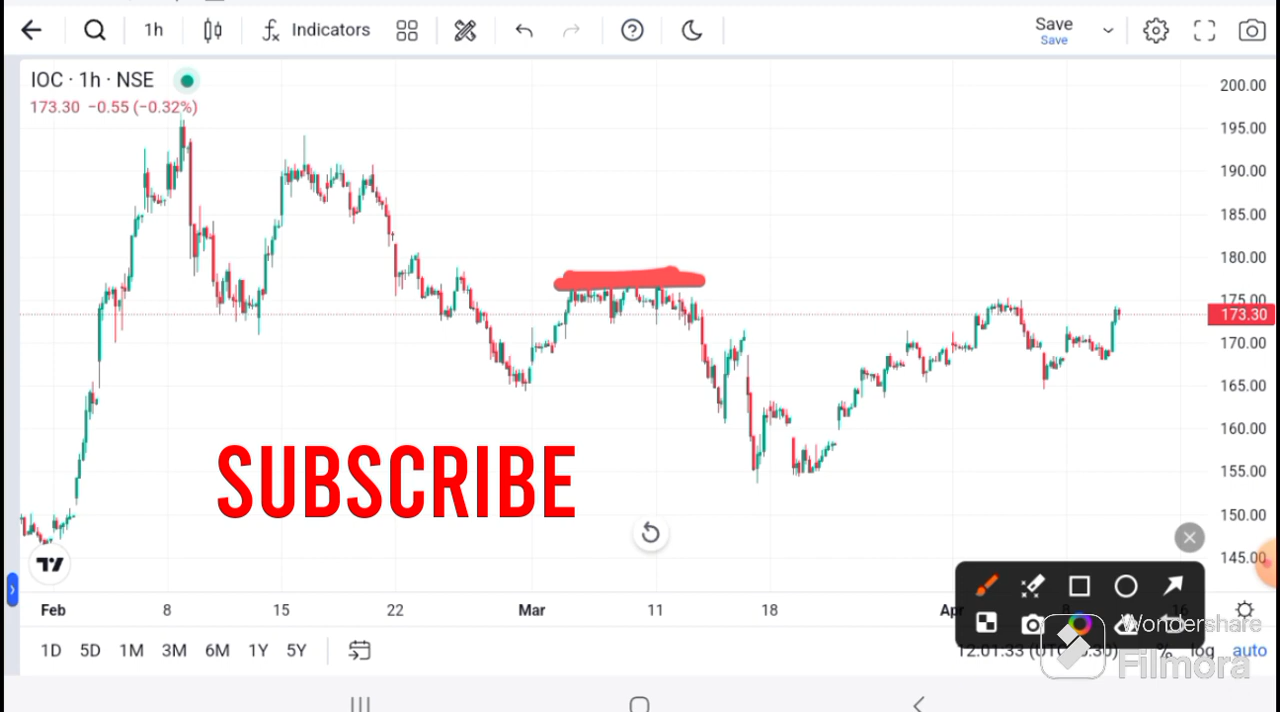 1h
Indicators
Save
Save
IOC · 1h · NSE
173.30 −0.55 (−0.32%)
200.00
195.00
190.00
185.00
180.00
175.00
173.30
170.00
165.00
160.00
155.00
150.00
145.00
SUBSCRIBE
Feb
8
15
22
Mar
11
18
Apr
8
16
1D
5D
1M
3M
6M
1Y
5Y
%
log
auto
Wondershare
Filmora